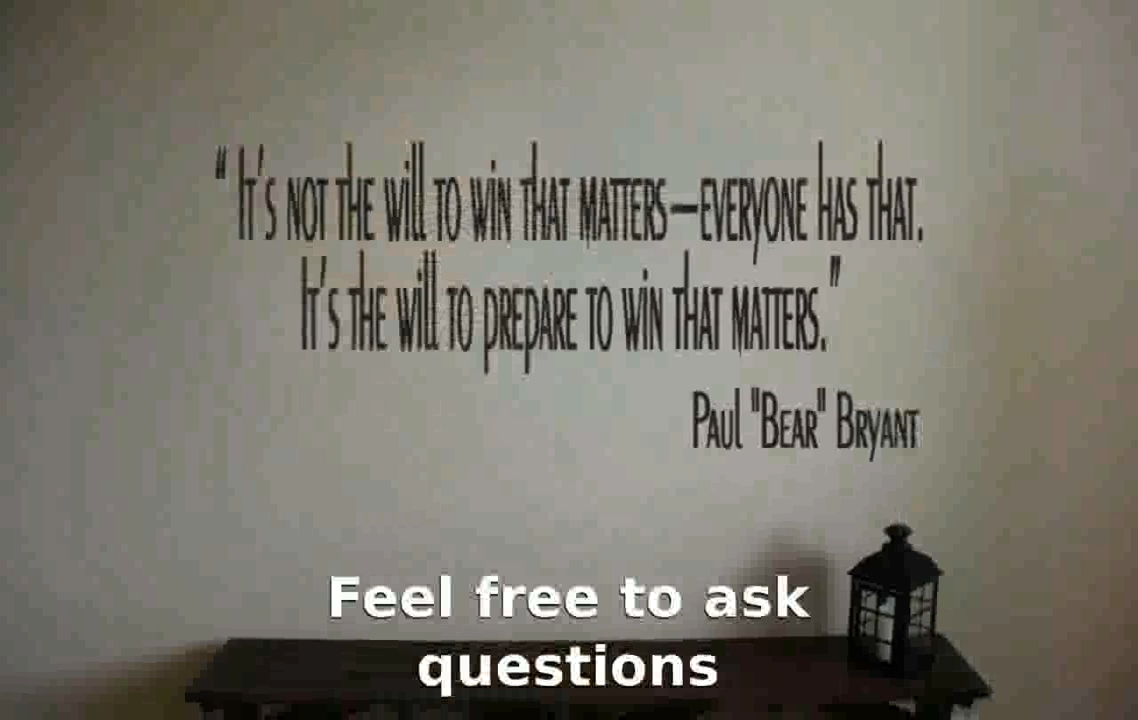 “ It's not the will to win that matters—everyone has that.
It's the will to prepare to win that matters.”
Paul "Bear" Bryant
Feel free to ask
questions